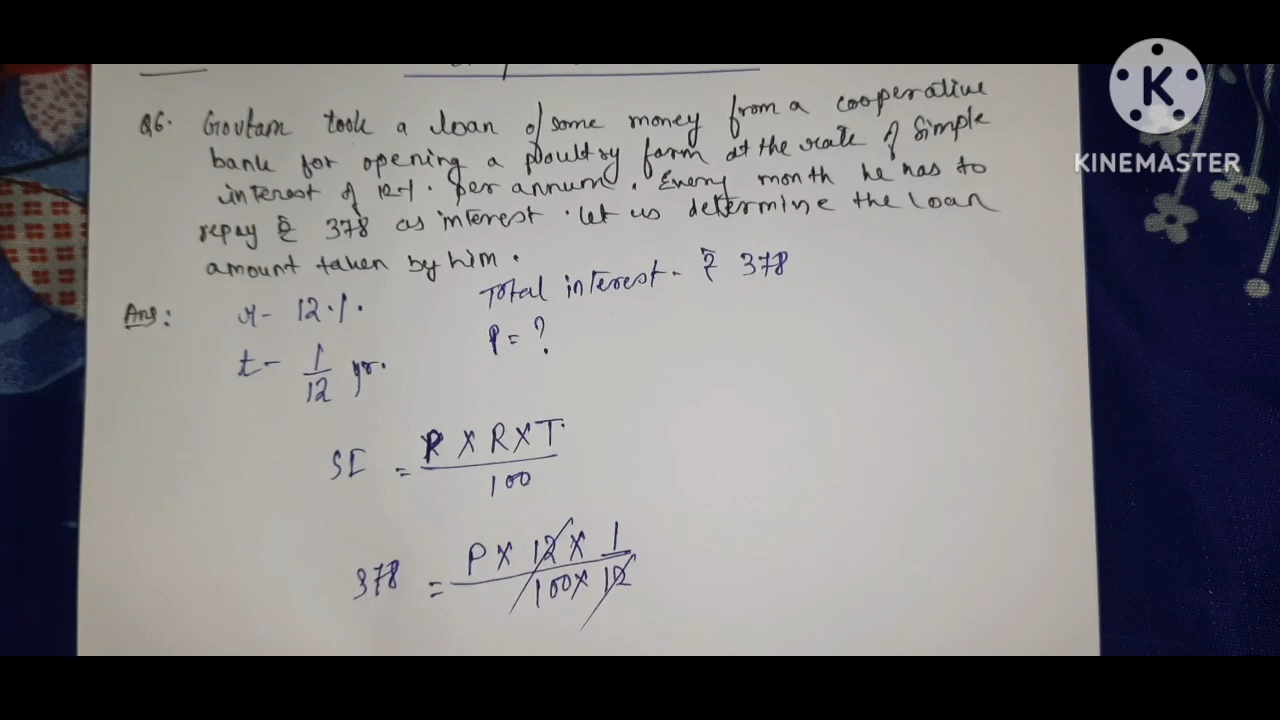 Q6. Goutam took a loan of some money from a cooperative
bank for opening a poultry farm at the rate of Simple
interest of 12%. per annum. Every month he has to
repay ₹ 378 as interest. Let us determine the loan
amount taken by him.
Ans: r- 12% . Total interest - ₹ 378
t- 1/12 yr. P = ?
SI = P X R X T / 100
378 = P X 12 X 1 / 100 X 12
K
KINEMASTER